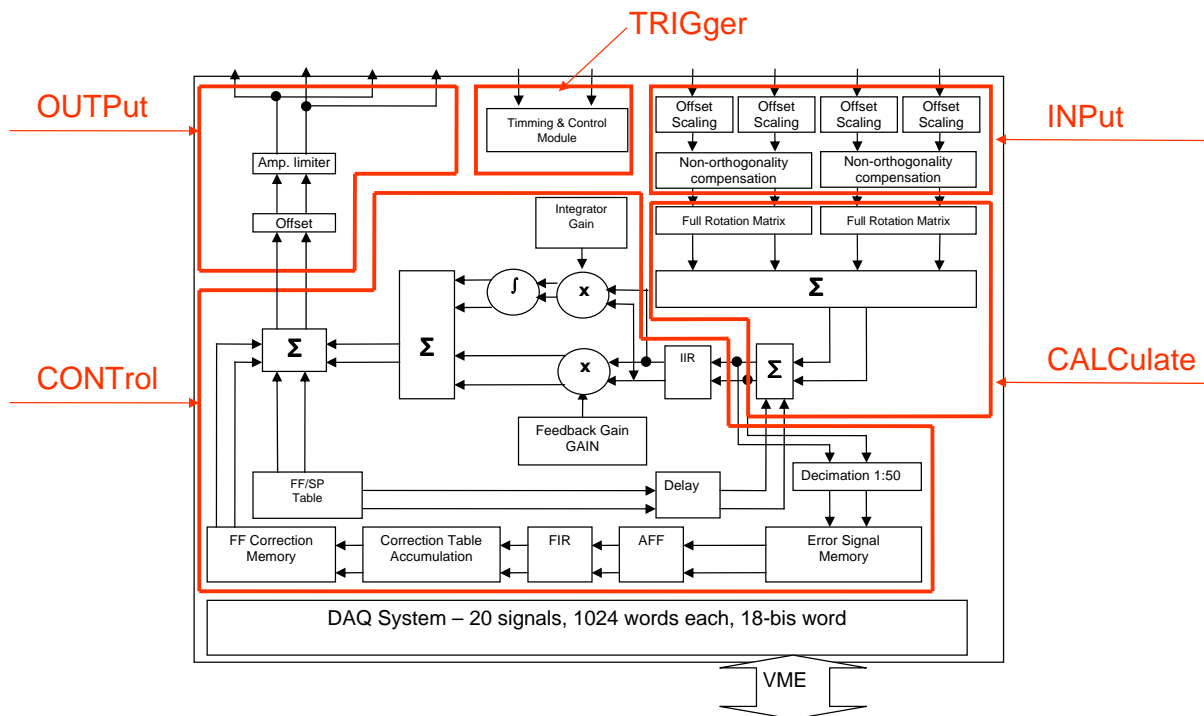 TRIGger
OUTPut
INPut
CALCulate
CONTrol
Timming & Control
Module
Offset
Scaling
Offset
Scaling
Offset
Scaling
Offset
Scaling
Non-orthogonality
compensation
Non-orthogonality
compensation
Amp. limiter
Offset
Integrator
Gain
Full Rotation Matrix
Full Rotation Matrix
Σ
∫
x
Σ
Σ
x
IIR
Σ
Feedback Gain
GAIN
FF/SP
Table
Delay
Decimation 1:50
FF Correction
Memory
Correction Table
Accumulation
FIR
AFF
Error Signal
Memory
DAQ System – 20 signals, 1024 words each, 18-bis word
VME